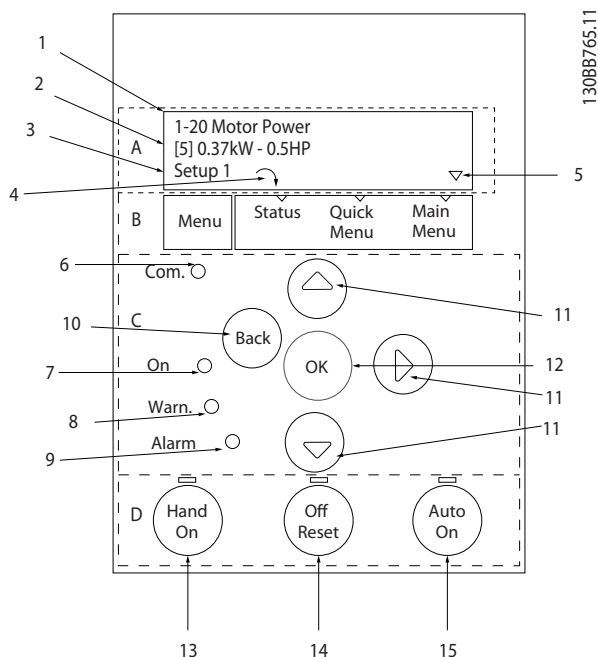 130BB765.11
1
2
3
4
5
A
1-20 Motor Power
[5] 0.37kW - 0.5HP
Setup 1
B
Menu
Status
Quick
Menu
Main
Menu
6
Com.
10
C
Back
11
7
On
OK
12
11
8
Warn.
11
9
Alarm
D
Hand
On
Off
Reset
Auto
On
13
14
15